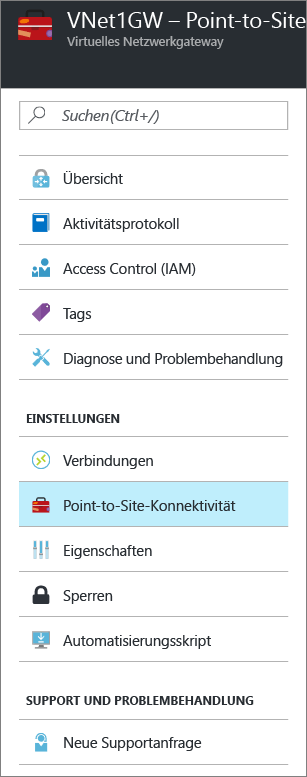 VNet1GW – Point-to-Site
Virtuelles Netzwerkgateway
Suchen(Ctrl+/)
Übersicht
Aktivitätsprotokoll
Access Control (IAM)
Tags
Diagnose und Problembehandlung
EINSTELLUNGEN
Verbindungen
Point-to-Site-Konnektivität
Eigenschaften
Sperren
Automatisierungsskript
SUPPORT UND PROBLEMBEHANDLUNG
Neue Supportanfrage